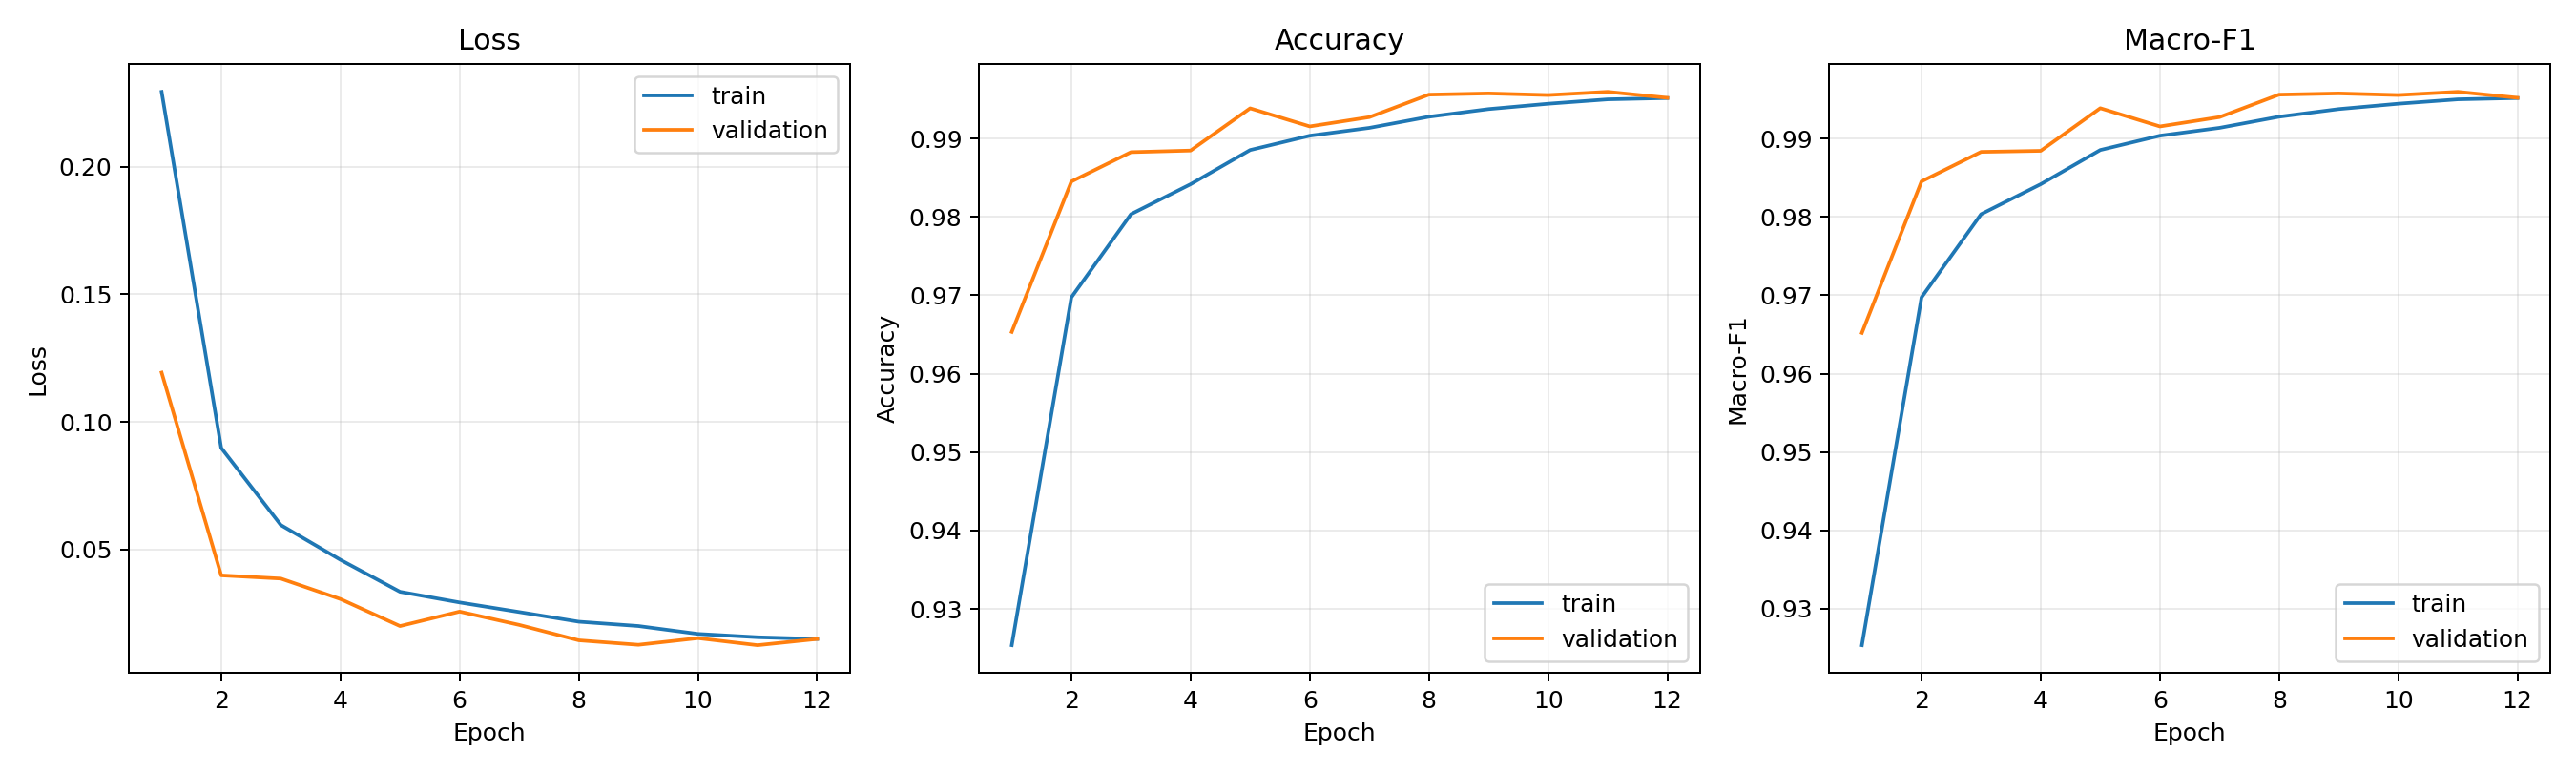 Loss
train
validation
0.20
0.15
0.10
0.05
Loss
2 4 6 8 10 12
Epoch
Accuracy
0.99
0.98
0.97
0.96
0.95
0.94
0.93
Accuracy
train
validation
2 4 6 8 10 12
Epoch
Macro-F1
0.99
0.98
0.97
0.96
0.95
0.94
0.93
Macro-F1
train
validation
2 4 6 8 10 12
Epoch